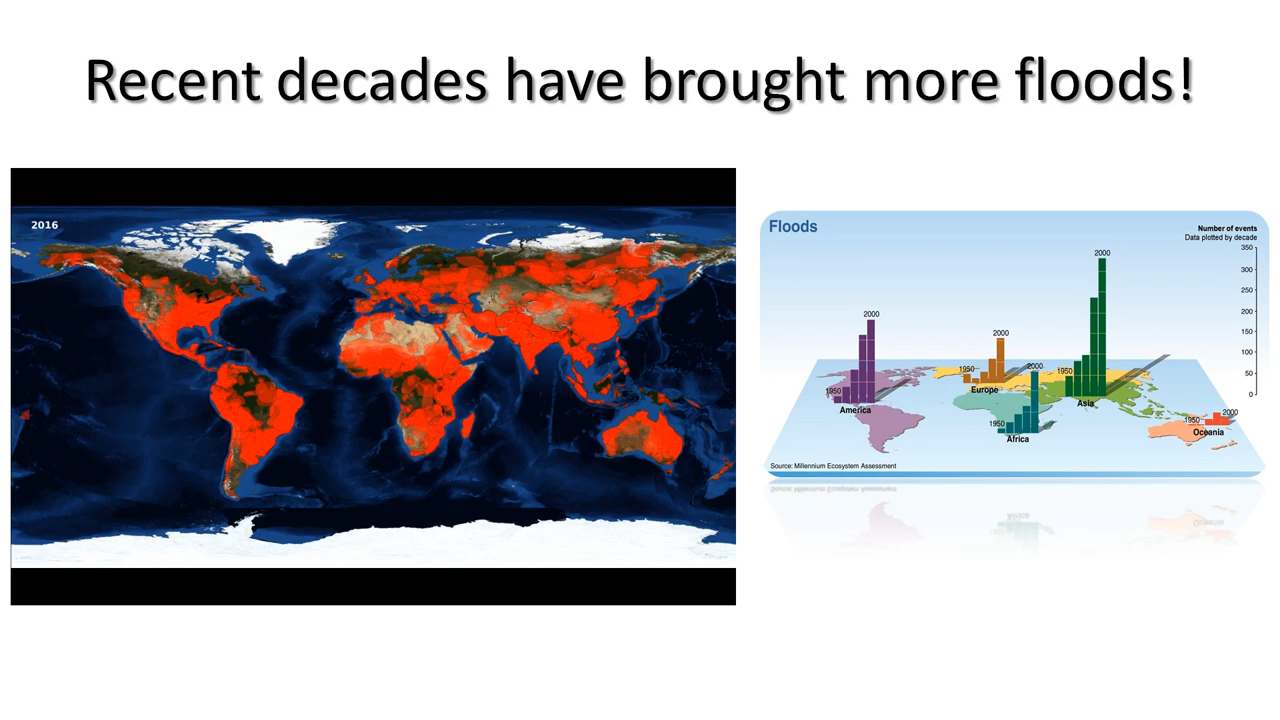 Recent decades have brought more floods!
2016
Floods
Number of events
Data plotted by decade
350
300
250
200
150
100
50
0
2000
1950
America
2000
1950
Europe
2000
1950
Africa
2000
1950
Asia
2000
1950
Oceania
Source: Millennium Ecosystem Assessment